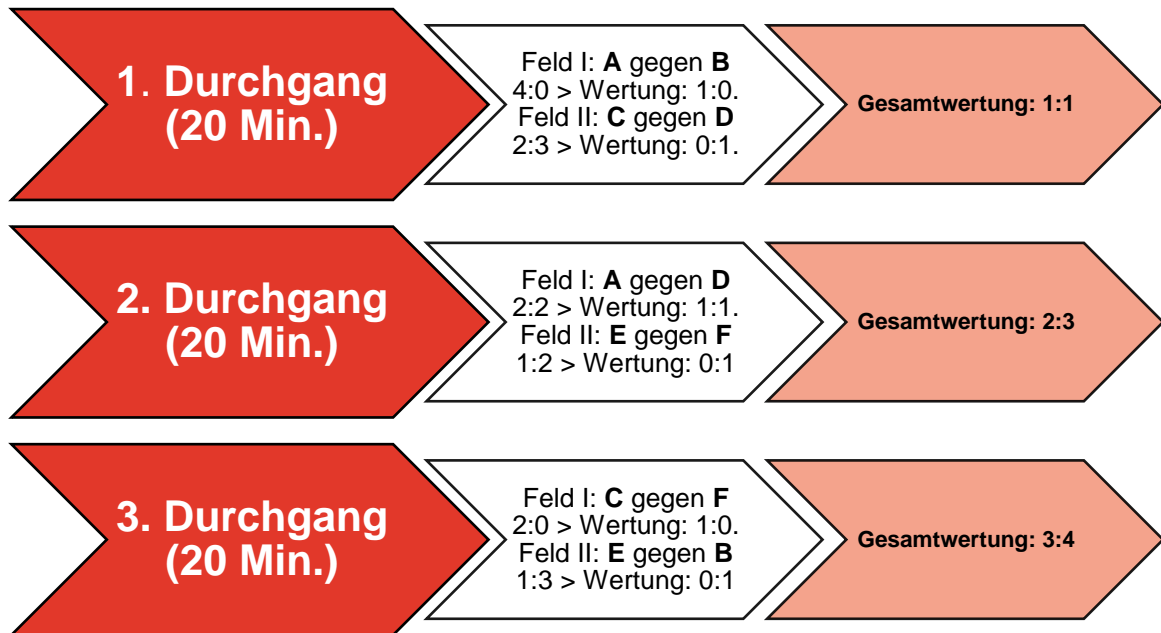 1. Durchgang
(20 Min.)
Feld I: A gegen B
4:0 > Wertung: 1:0.
Feld II: C gegen D
2:3 > Wertung: 0:1.
Gesamtwertung: 1:1
2. Durchgang
(20 Min.)
Feld I: A gegen D
2:2 > Wertung: 1:1.
Feld II: E gegen F
1:2 > Wertung: 0:1
Gesamtwertung: 2:3
3. Durchgang
(20 Min.)
Feld I: C gegen F
2:0 > Wertung: 1:0.
Feld II: E gegen B
1:3 > Wertung: 0:1
Gesamtwertung: 3:4